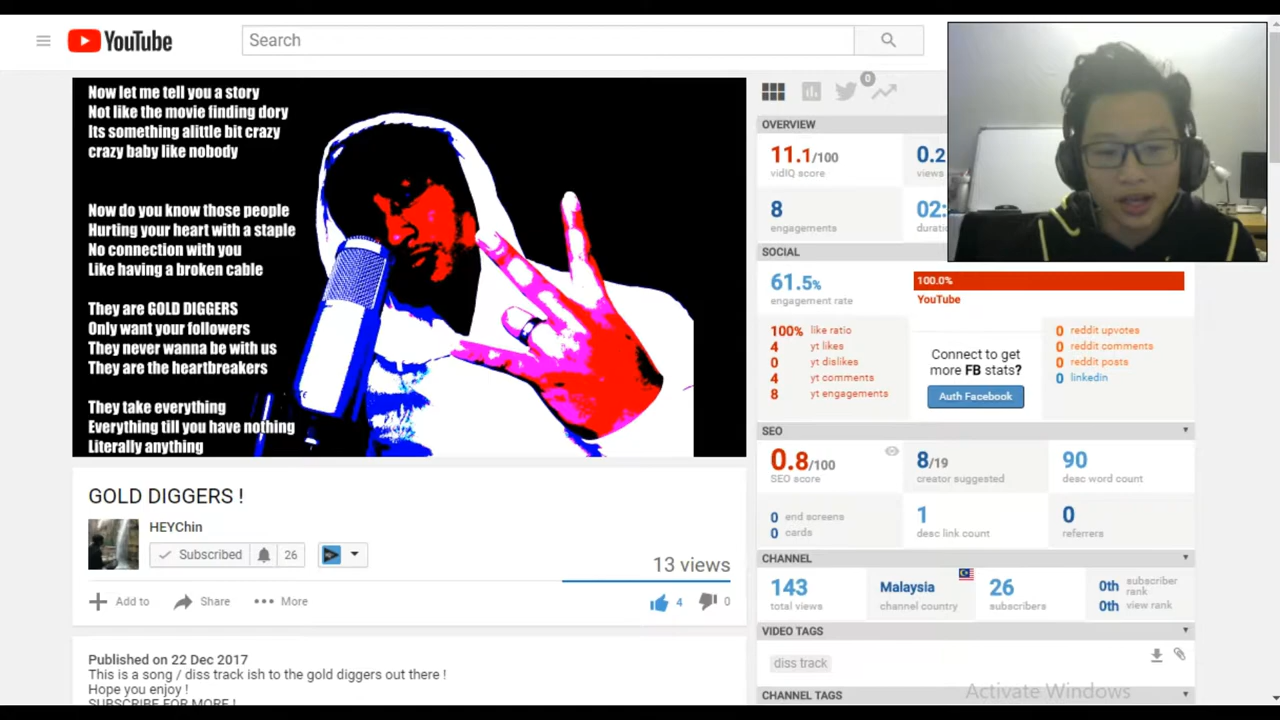 YouTube
Search
Now let me tell you a story
Not like the movie finding dory
Its something alittle bit crazy
crazy baby like nobody
Now do you know those people
Hurting your heart with a staple
No connection with you
Like having a broken cable
They are GOLD DIGGERS
Only want your followers
They never wanna be with us
They are the heartbreakers
They take everything
Everything till you have nothing
Literally anything
GOLD DIGGERS !
HEYChin
Subscribed 26
13 views
Add to Share More 4 0
Published on 22 Dec 2017
This is a song / diss track ish to the gold diggers out there !
Hope you enjoy !
SUBSCRIBE FOR MORE !
0
OVERVIEW
11.1/100 0.2
vidIQ score views
8 02:
engagements
SOCIAL
61.5% 100.0%
engagement rate YouTube
100% like ratio
4 yt likes
0 yt dislikes
4 yt comments
8 yt engagements
Connect to get
more FB stats?
Auth Facebook
0 reddit upvotes
0 reddit comments
0 reddit posts
0 linkedin
SEO
0.8/100 8/19 90
SEO score creator suggested desc word count
0 end screens 1 0
0 cards desc link count referrers
CHANNEL
143 Malaysia 26 0th subscriber rank
total views channel country subscribers 0th view rank
VIDEO TAGS
diss track
Activate Windows
CHANNEL TAGS